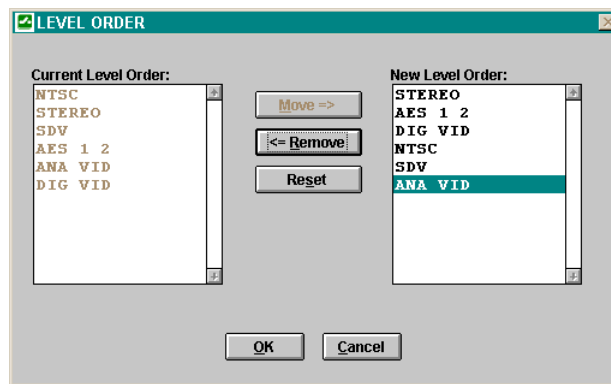 LEVEL ORDER
Current Level Order:
NTSC
STEREO
SDV
AES 1 2
ANA VID
DIG VID
Move =>
<= Remove
Reset
New Level Order:
STEREO
AES 1 2
DIG VID
NTSC
SDV
ANA VID
OK
Cancel